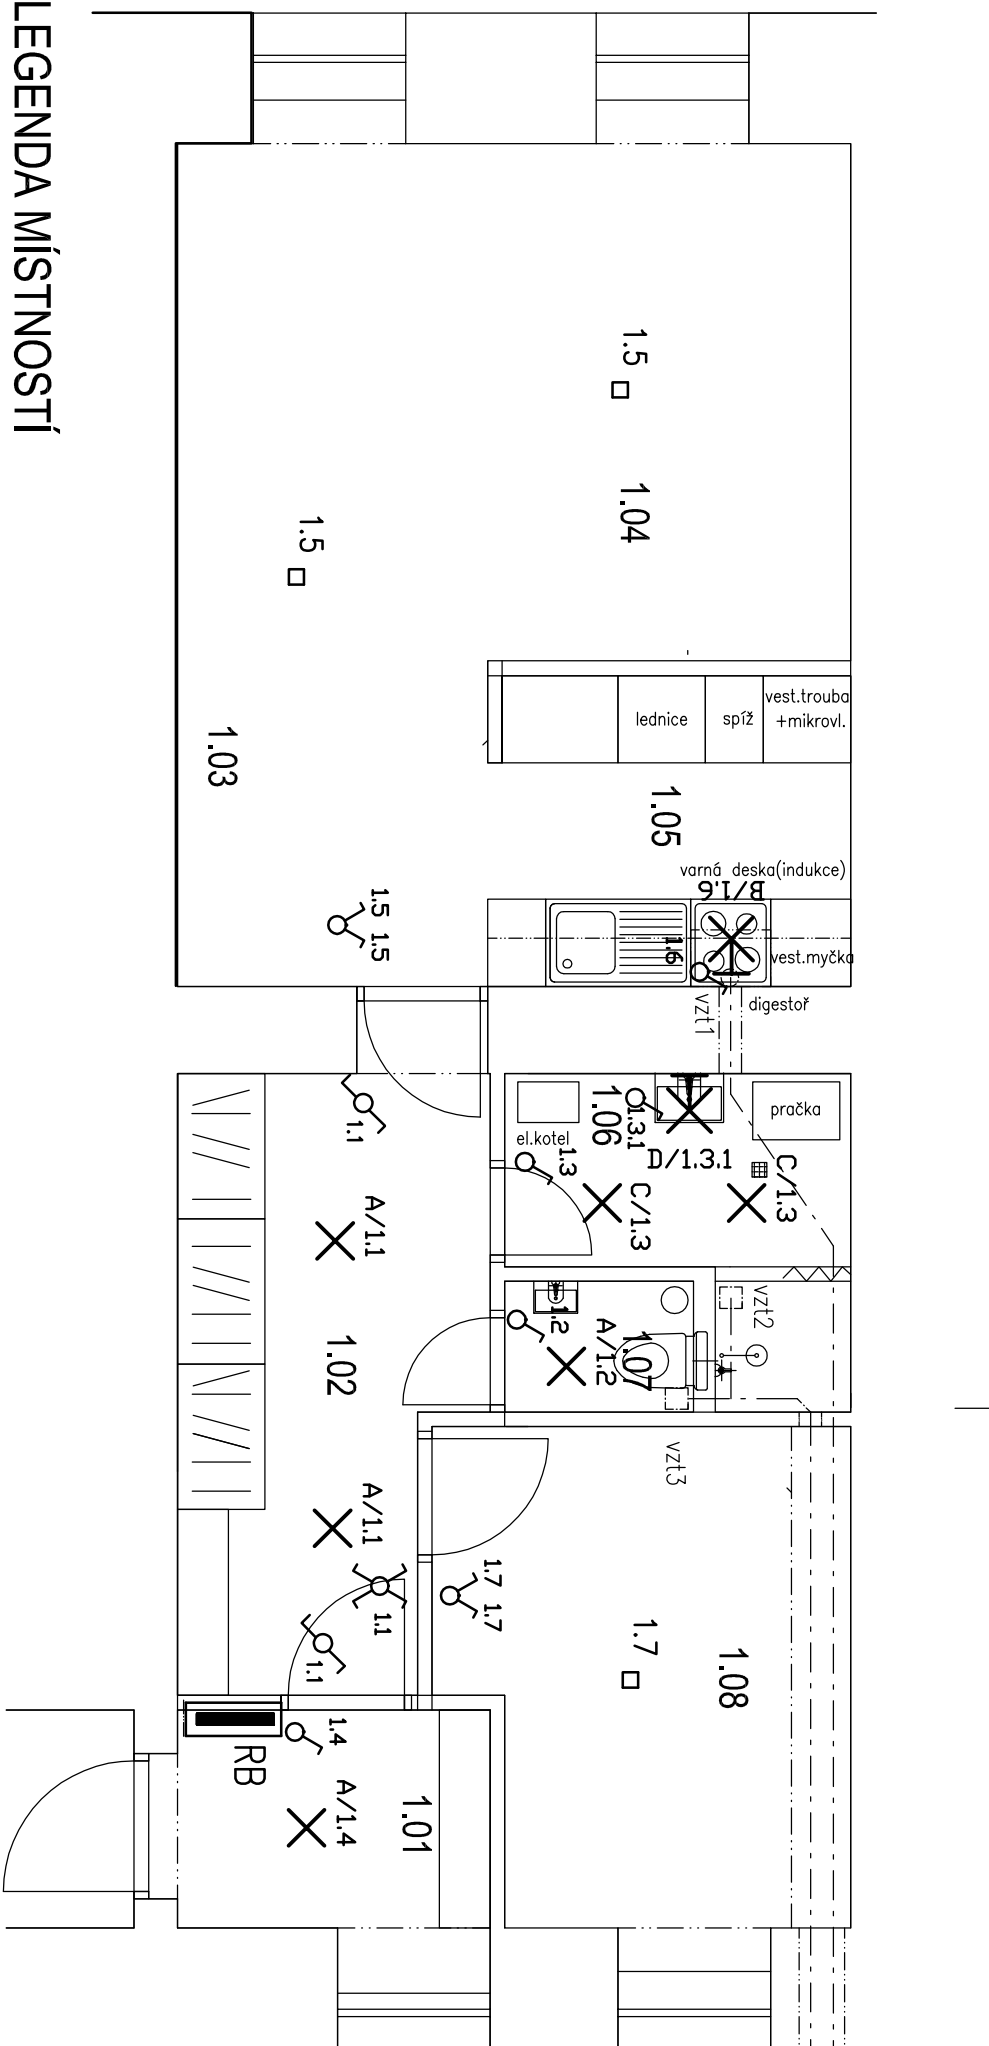 LEGENDA MÍSTNOSTÍ
1.5
1.04
1.5
lednice
spíž
vest.trouba
+mikrovl.
1.03
1.05
varná deska(indukce)
B/1.6
1.5
1.5
1.6
vest.myčka
vzt1
digestoř
1.1
el.kotel
1.06
1.3.1
pračka
1.3
D/1.3.1
C/1.3
C/1.3
A/1.1
1.2
vzt2
A/1.2
1.07
1.02
vzt3
A/1.1
1.1
1.7
1.7
1.7
1.08
1.1
1.4
RB
A/1.4
1.01